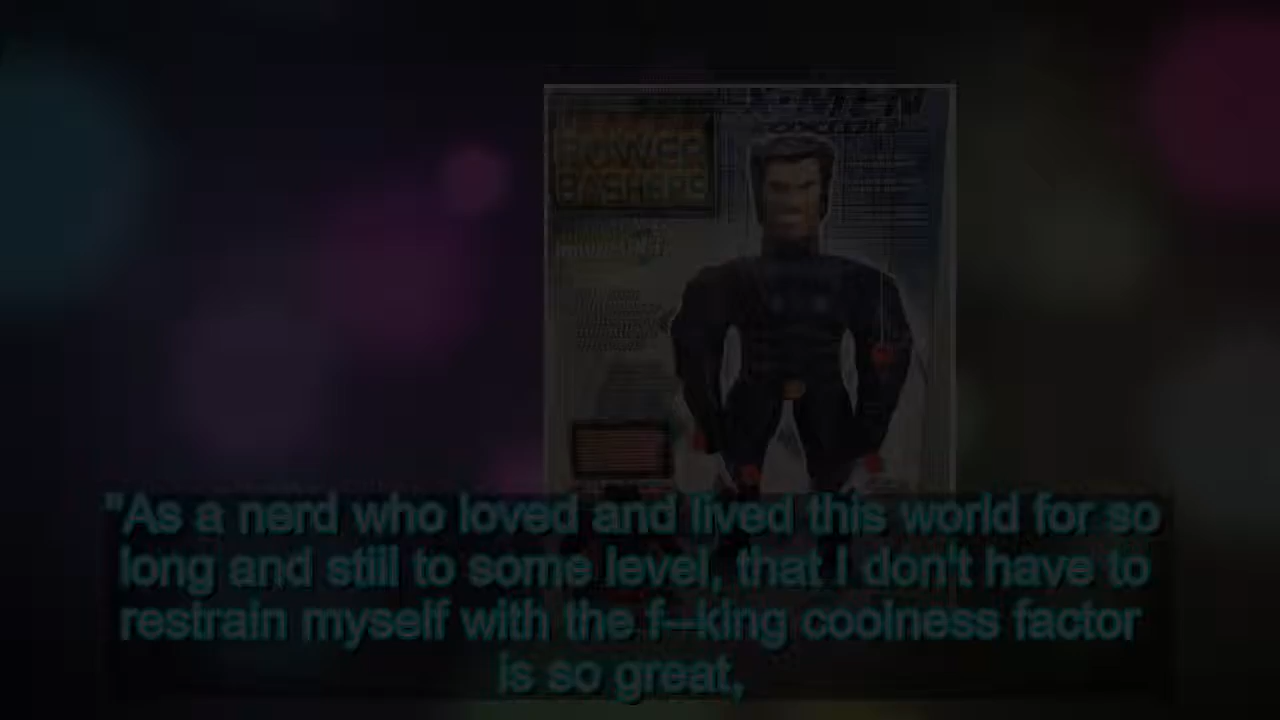 POWER
BASHERS
"As a nerd who loved and lived this world for so
long and still to some level, that I don't have to
restrain myself with the f--king coolness factor
is so great,